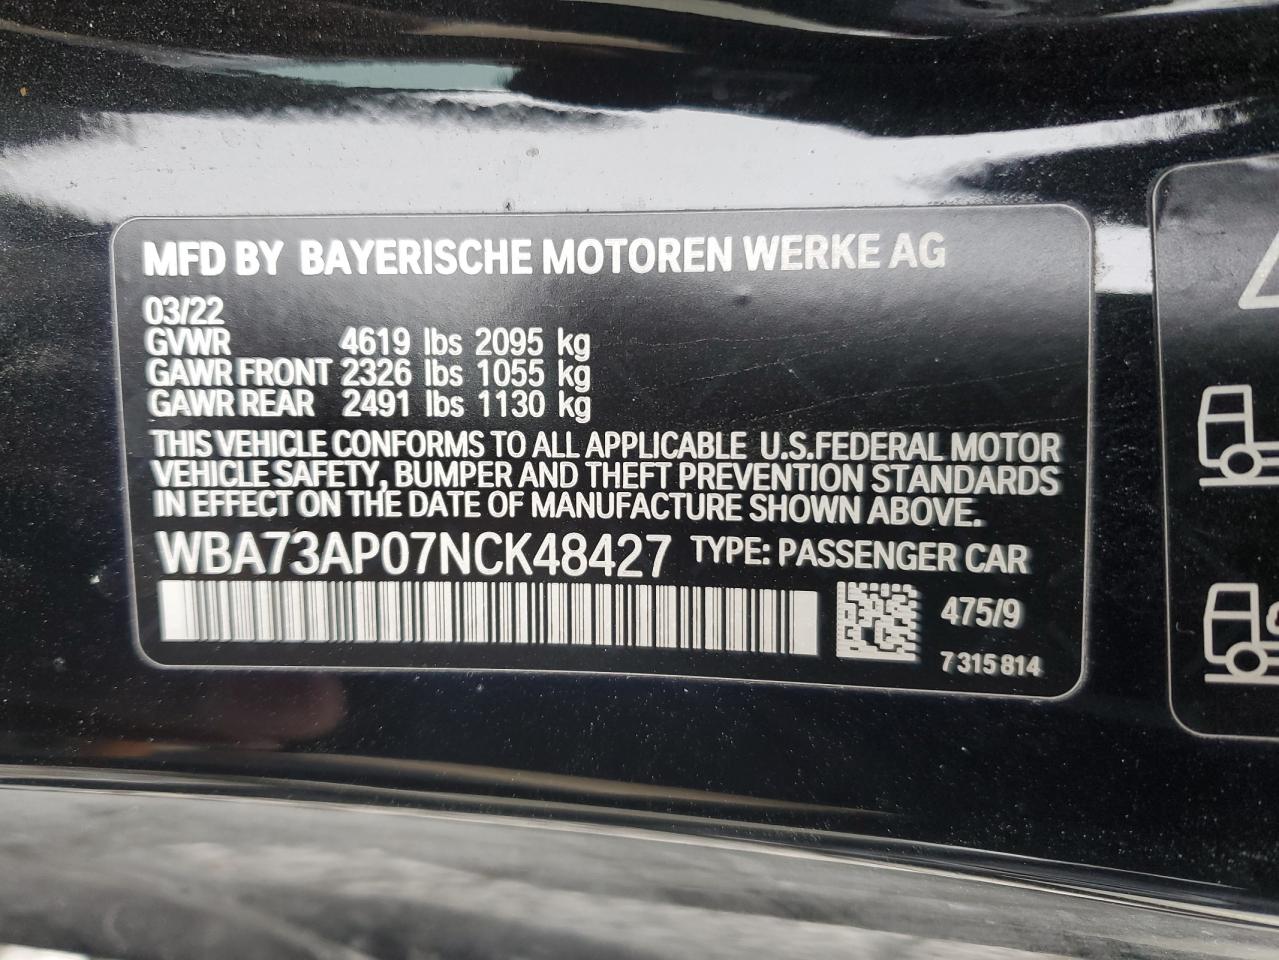 MFD BY BAYERISCHE MOTOREN WERKE AG
03/22
GVWR 4619 lbs 2095 kg
GAWR FRONT 2326 lbs 1055 kg
GAWR REAR 2491 lbs 1130 kg
THIS VEHICLE CONFORMS TO ALL APPLICABLE U.S.FEDERAL MOTOR
VEHICLE SAFETY, BUMPER AND THEFT PREVENTION STANDARDS
IN EFFECT ON THE DATE OF MANUFACTURE SHOWN ABOVE.
WBA73AP07NCK48427 TYPE: PASSENGER CAR
475/9
7 315 814